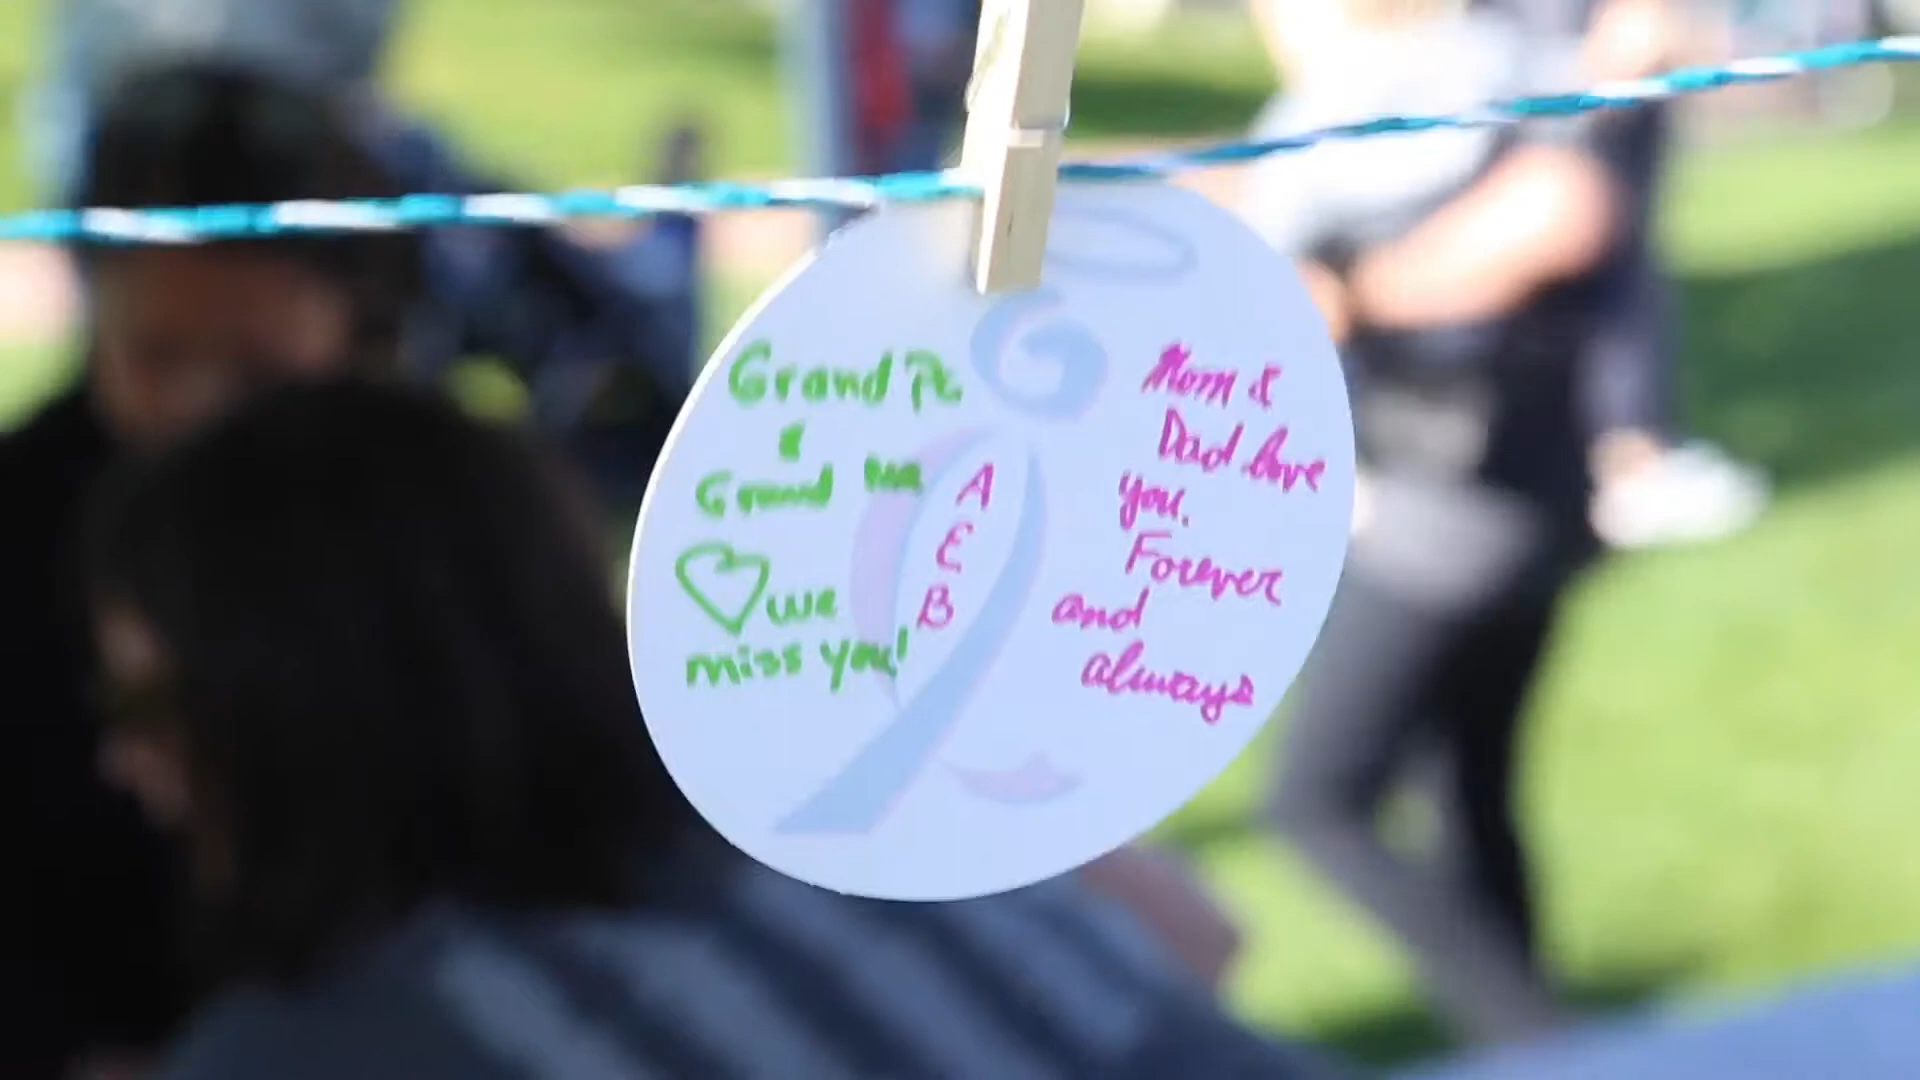 Grand Pa
&
Grand Ma
we
miss you!
A
E
B
Mom &
Dad love
you.
Forever
and
always